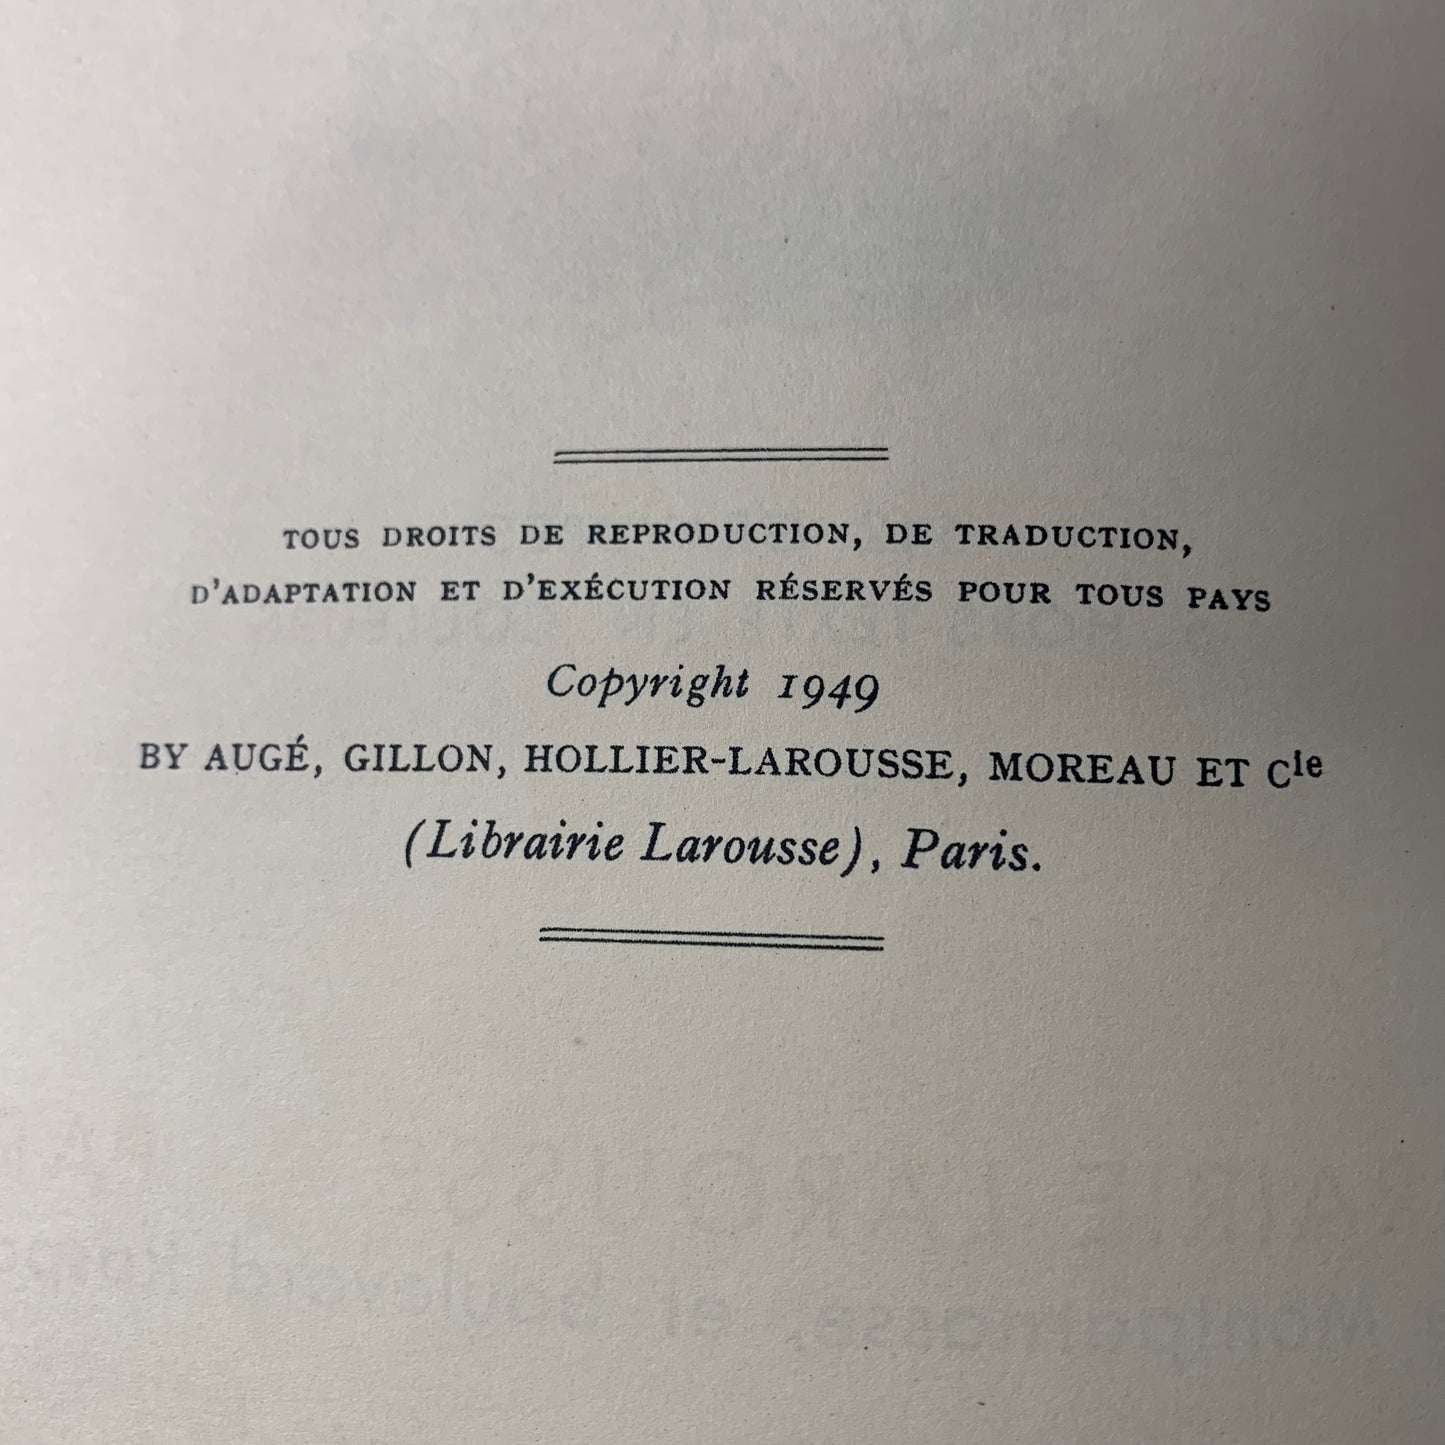 TOUS DROITS DE REPRODUCTION, DE TRADUCTION,
D'ADAPTATION ET D'EXÉCUTION RÉSERVÉS POUR TOUS PAYS
Copyright 1949
BY AUGÉ, GILLON, HOLLIER-LAROUSSE, MOREAU ET Cie
(Librairie Larousse), Paris.